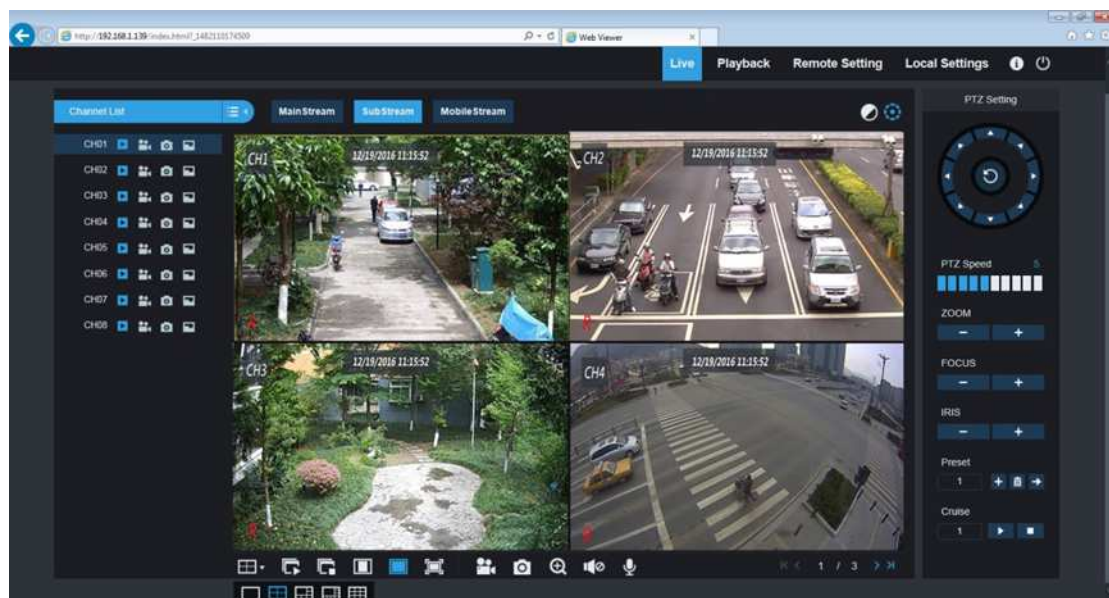 http://192.168.1.139/index.html?_1482110174509
Web Viewer
Live Playback Remote Setting Local Settings
Channel List
MainStream SubStream MobileStream
PTZ Setting
CH01
CH02
CH03
CH04
CH05
CH06
CH07
CH08
CH1 12/19/2016 11:15:52
CH2 12/19/2016 11:15:52
R
R
CH3 12/19/2016 11:15:52
CH4 12/19/2016 11:15:52
R
R
PTZ Speed 5
ZOOM
FOCUS
IRIS
Preset
1
Cruise
1
1 / 3